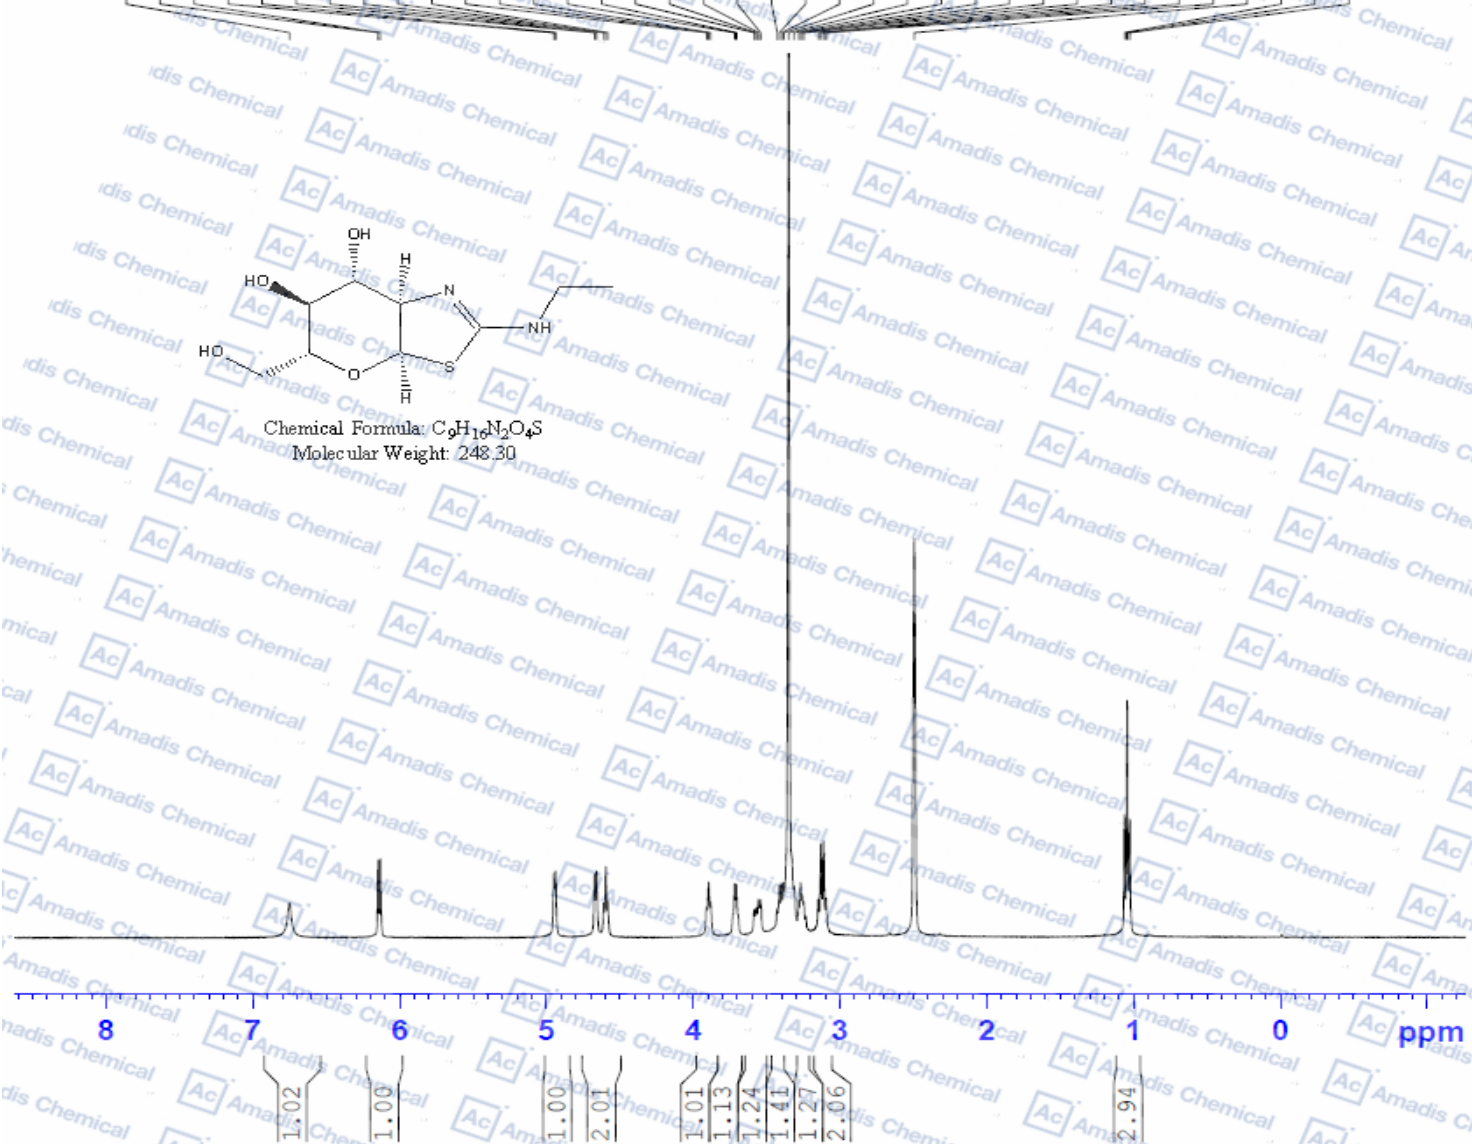 OH
H
HO
N
NH
HO
S
O
H
Chemical Formula: C9H16N2O4S
Molecular Weight: 248.30
8 7 6 5 4 3 2 1 0 ppm
1.02 1.00 1.00 2.01 1.01 1.13 1.24 1.41 1.27 2.06 2.94
Ac Amadis Chemical